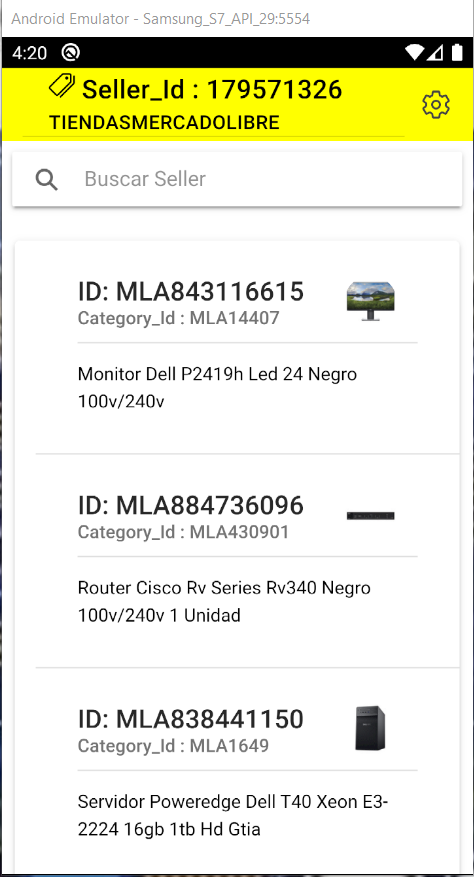 Android Emulator - Samsung_S7_API_29:5554
4:20
Seller_Id : 179571326
TIENDASMERCADOLIBRE
Buscar Seller
ID: MLA843116615
Category_Id : MLA14407
Monitor Dell P2419h Led 24 Negro
100v/240v
ID: MLA884736096
Category_Id : MLA430901
Router Cisco Rv Series Rv340 Negro
100v/240v 1 Unidad
ID: MLA838441150
Category_Id : MLA1649
Servidor Poweredge Dell T40 Xeon E3-
2224 16gb 1tb Hd Gtia